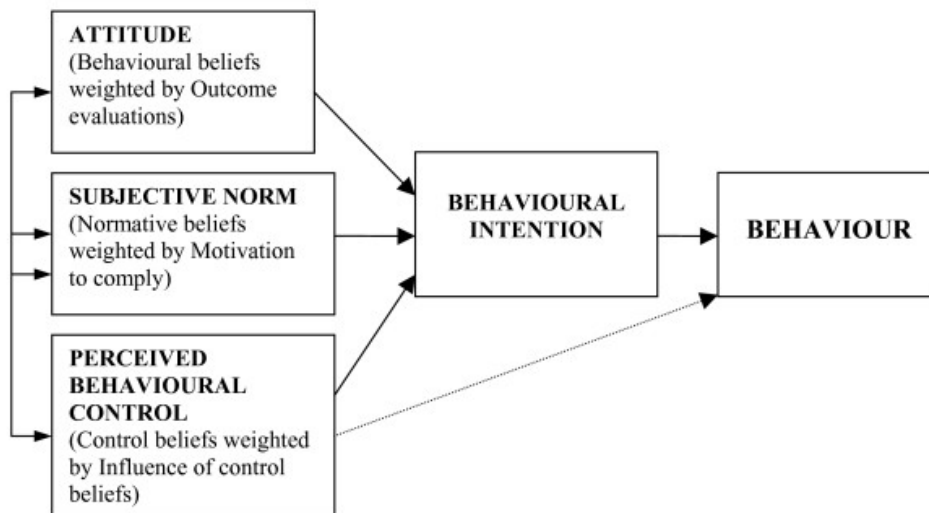 ATTITUDE
(Behavioural beliefs
weighted by Outcome
evaluations)
SUBJECTIVE NORM
(Normative beliefs
weighted by Motivation
to comply)
PERCEIVED
BEHAVIOURAL
CONTROL
(Control beliefs weighted
by Influence of control
beliefs)
BEHAVIOURAL
INTENTION
BEHAVIOUR